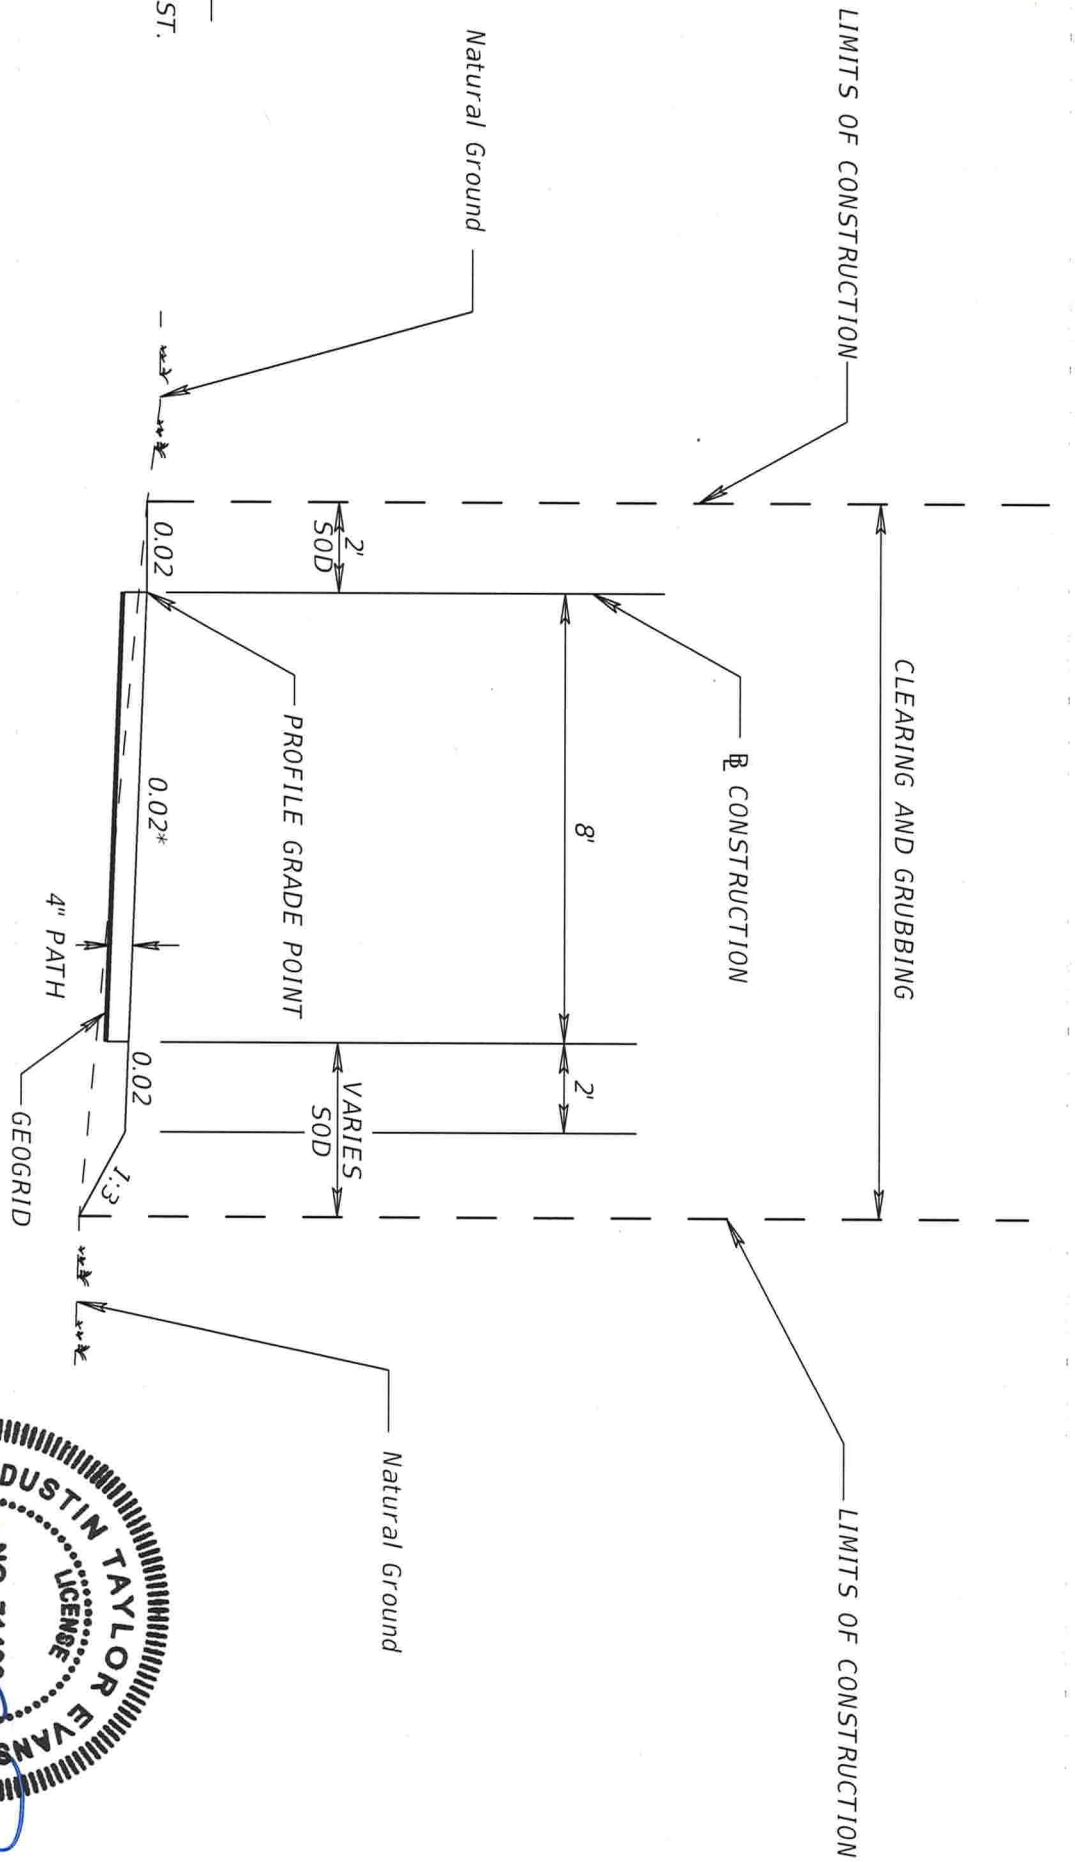 LIMITS OF CONSTRUCTION
CLEARING AND GRUBBING
LIMITS OF CONSTRUCTION
℄ CONSTRUCTION
8'
2'
Natural Ground
2'
SOD
VARIES
SOD
PROFILE GRADE POINT
Natural Ground
0.02
0.02*
0.02
1:3
4" PATH
GEOGRID
ST.
DUSTIN TAYLOR EVANS
LICENSE